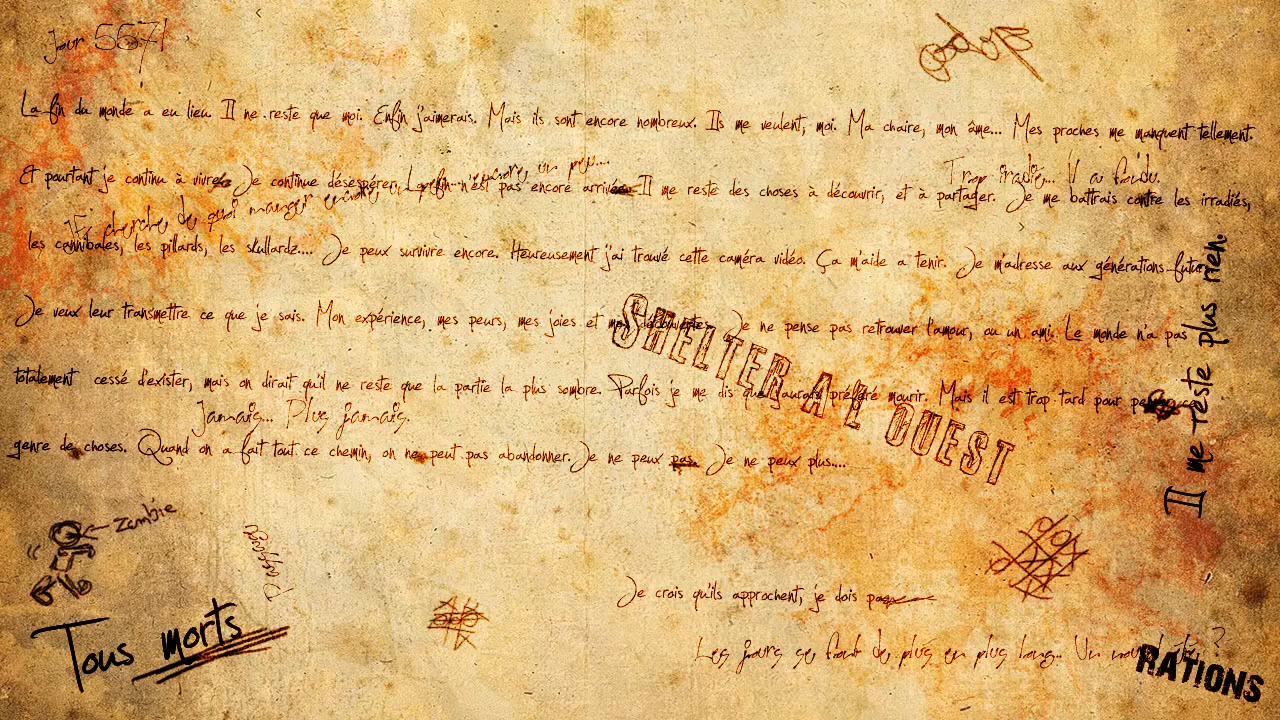 Jour 5571
La fin du monde a eu lieu. Il ne reste que moi. Enfin j'aimerais. Mais ils sont encore nombreux. Ils me veulent, moi. Ma chaire, mon âme... Mes proches me manquent tellement.
encore, un peu...
Trop irradié... V a
Et pourtant je continu à vivre Je continue désespérer, La fin n'est pas encore arrivée Il me reste des choses à découvrir, et à partager. Je me battrais contre les irradiés,
cherche de quoi manger encore
les cannibales, les pillards, les skullardz.... Je peux survivre encore. Heureusement j'ai trouvé cette caméra vidéo. Ça m'aide a tenir. Je m'adresse aux générations future
Je veux leur transmettre ce que je sais. Mon expérience, mes peurs, mes joies et mes découvertes. Je ne pense pas retrouver l'amour, ou un ami. Le monde n'a pas
SHELTER A L OUEST
Il me reste plus rien.
totalement cessé d'exister, mais on dirait qu'il ne reste que la partie la plus sombre. Parfois je me dis que j'aurais préféré mourir. Mais il est trop tard pour
Jamais... Plus jamais.
genre de choses. Quand on a fait tout ce chemin, on ne peut pas abandonner. Je ne peux pas. Je ne peux plus....
Zombie
Tous morts
Je crois qu'ils approchent, je dois
Les jours se font de plus en plus long... Un
?
RATIONS